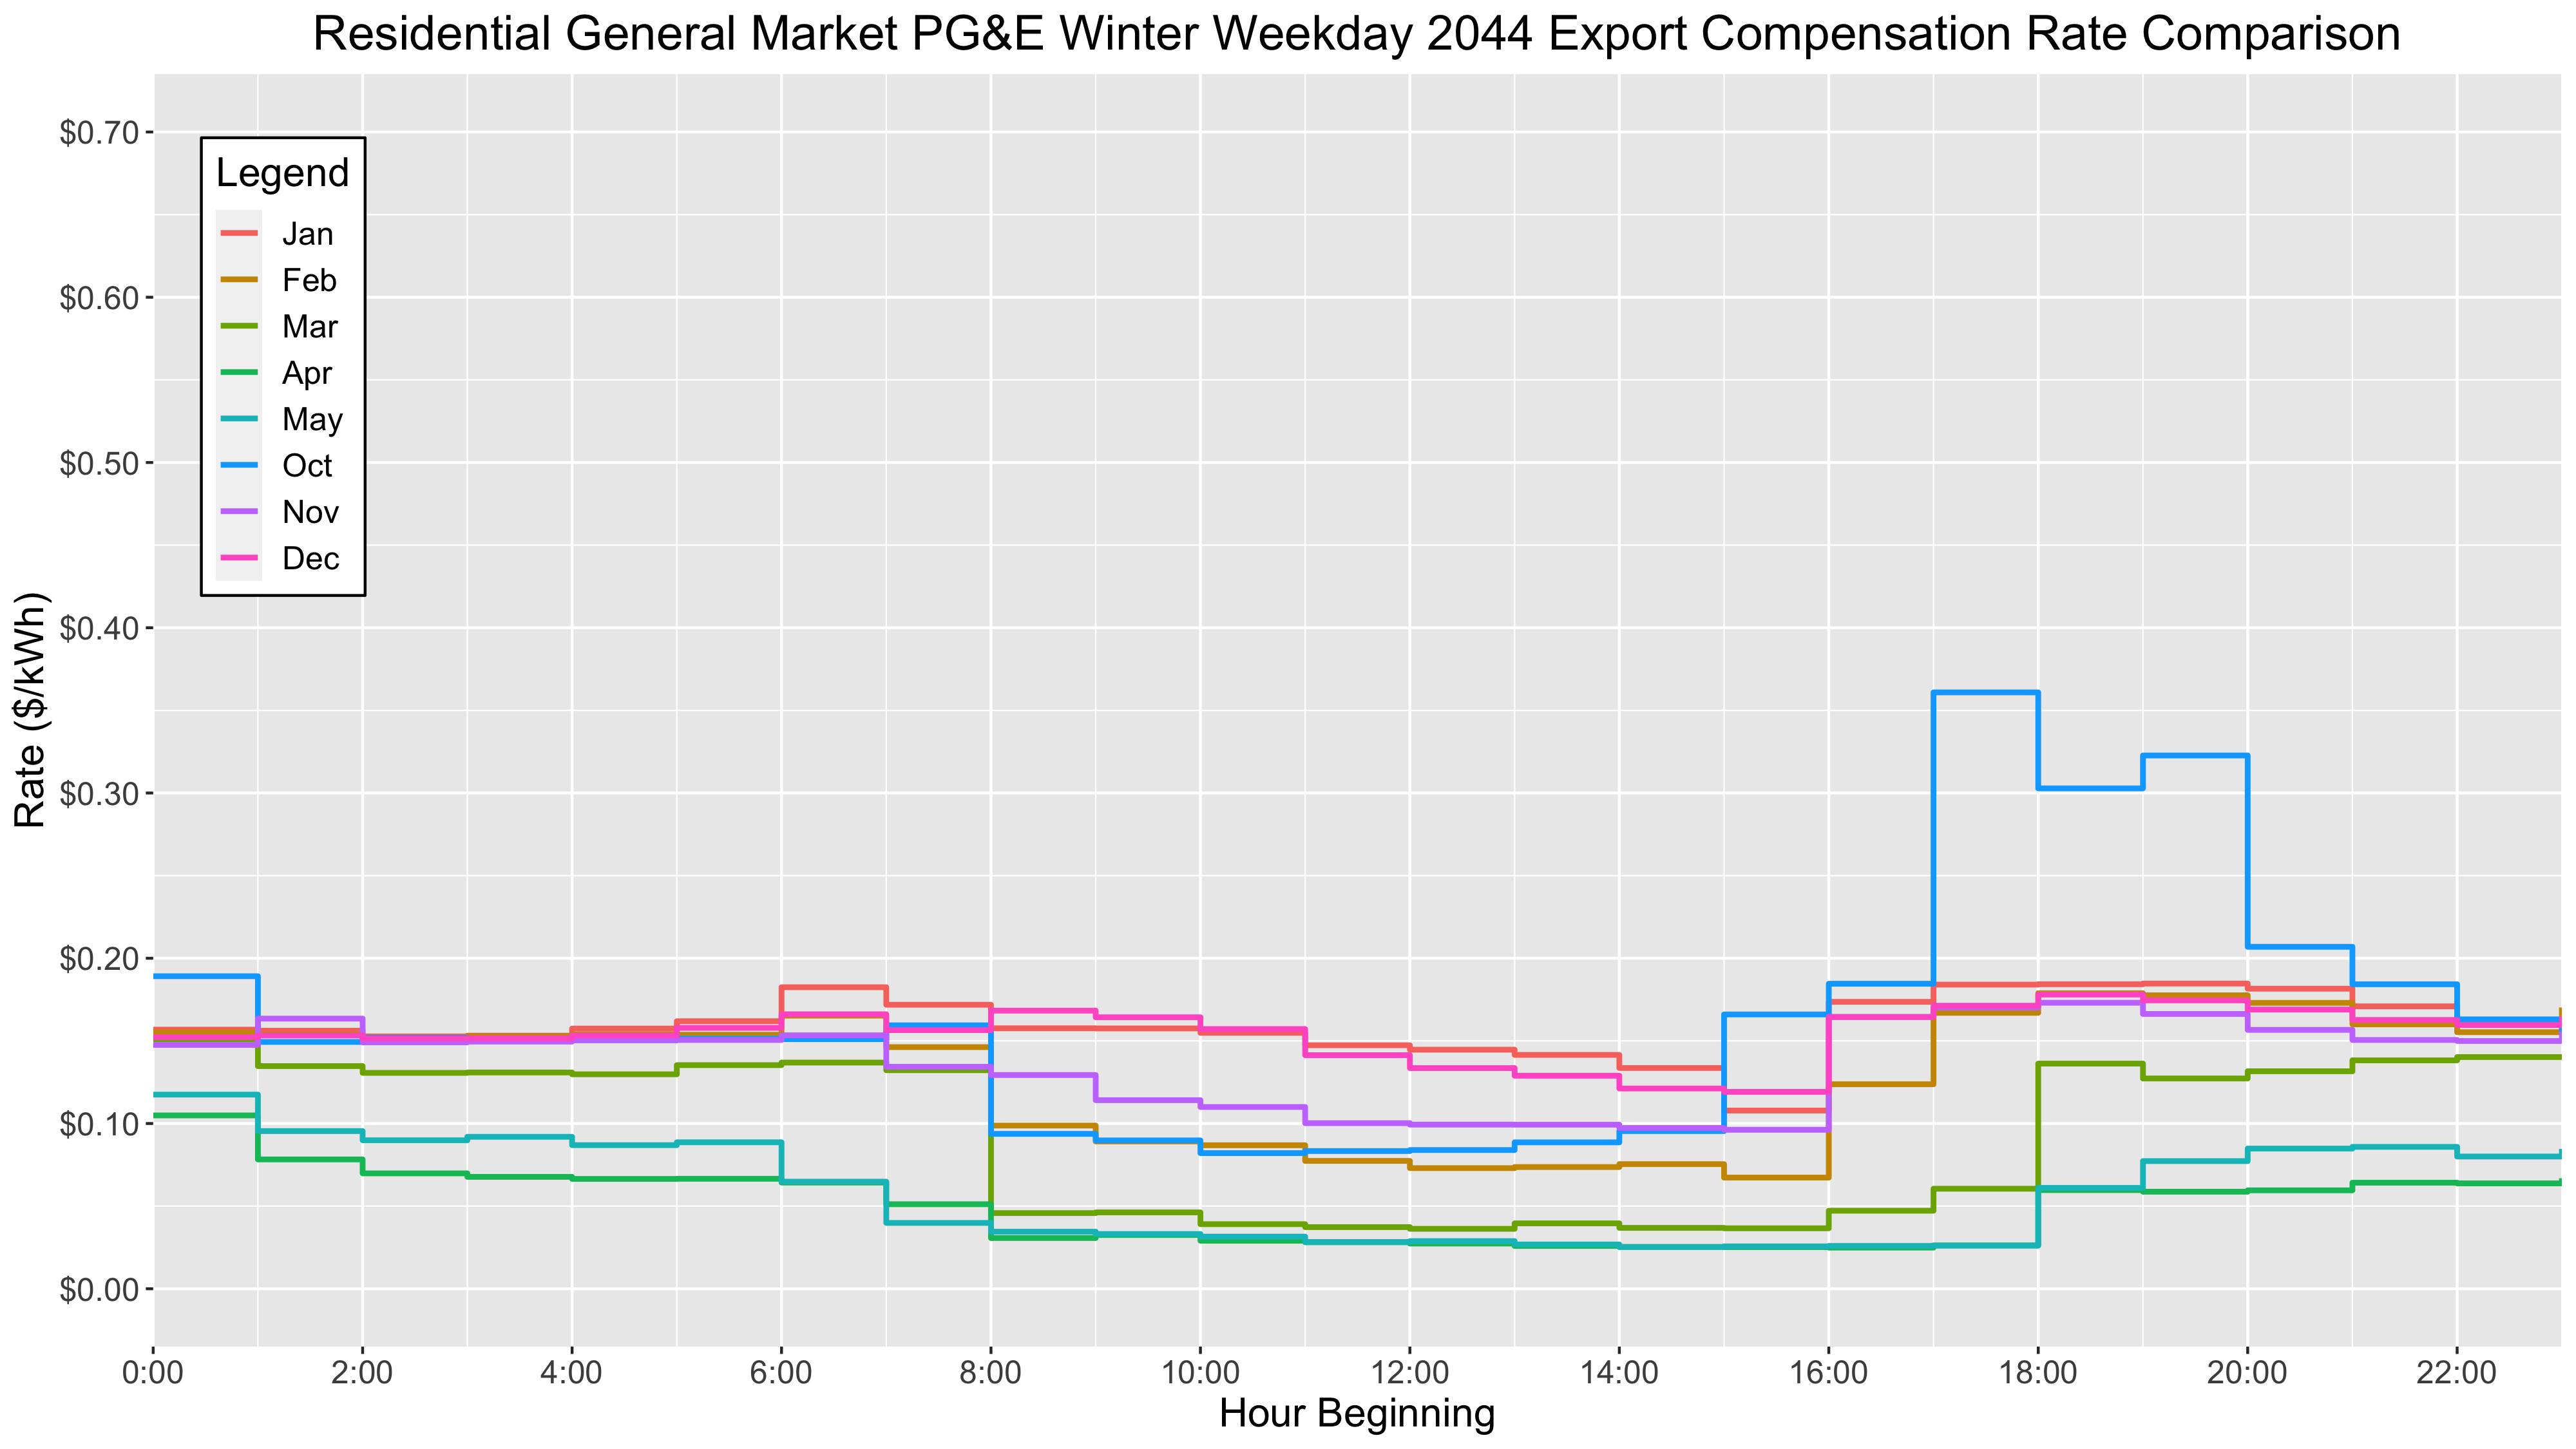 Residential General Market PG&E Winter Weekday 2044 Export Compensation Rate Comparison
$0.70
$0.60
$0.50
$0.40
$0.30
$0.20
$0.10
$0.00
Rate ($/kWh)
Legend
Jan
Feb
Mar
Apr
May
Oct
Nov
Dec
0:00 2:00 4:00 6:00 8:00 10:00 12:00 14:00 16:00 18:00 20:00 22:00
Hour Beginning